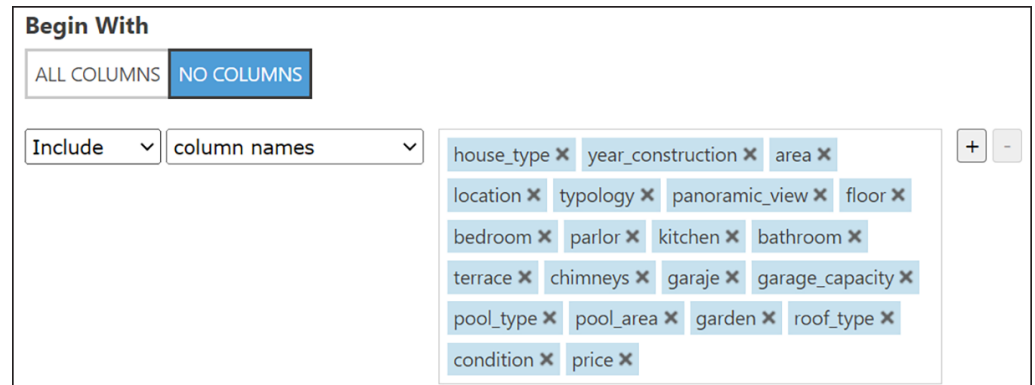 Begin With
ALL COLUMNS NO COLUMNS
Include column names house_type × year_construction × area × + -
location × typology × panoramic_view × floor ×
bedroom × parlor × kitchen × bathroom ×
terrace × chimneys × garaje × garage_capacity ×
pool_type × pool_area × garden × roof_type ×
condition × price ×